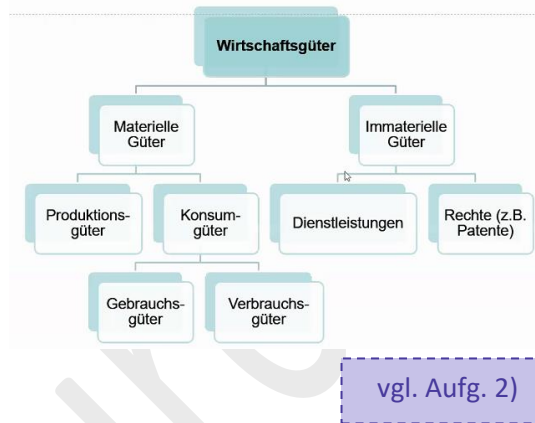 Wirtschaftsgüter
Materielle
Güter
Immaterielle
Güter
Produktions-
güter
Konsum-
güter
Dienstleistungen
Rechte (z.B.
Patente)
Gebrauchs-
güter
Verbrauchs-
güter
vgl. Aufg. 2)